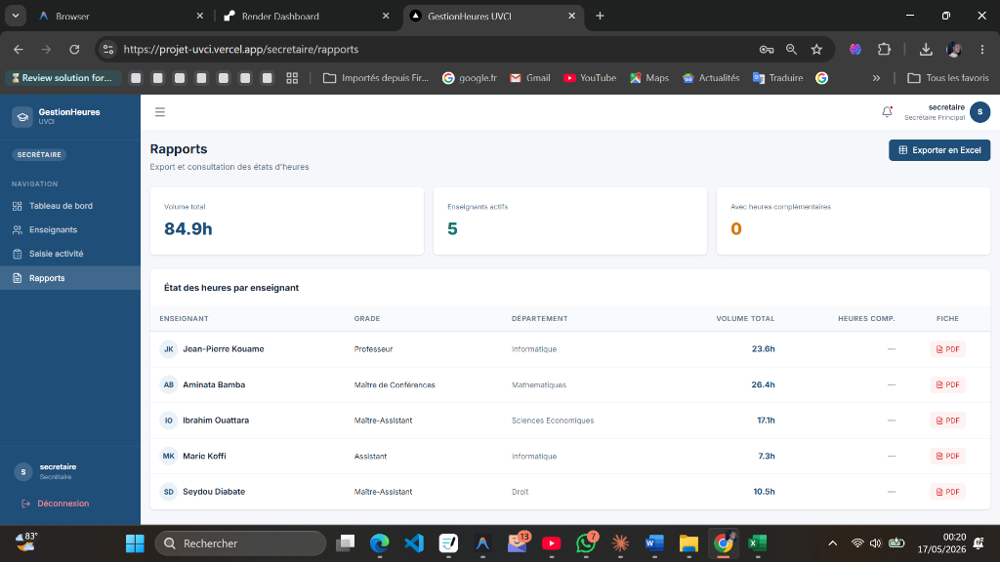 Browser
Render Dashboard
GestionHeures UVCI
https://projet-uvci.vercel.app/secretaire/rapports
Review solution for...
Importés depuis Fir...
google.fr
Gmail
YouTube
Maps
Actualités
Traduire
Tous les favoris
GestionHeures
UVCI
secretaire
Secrétaire Principal
S
SECRÉTAIRE
NAVIGATION
Tableau de bord
Enseignants
Saisie activité
Rapports
Rapports
Export et consultation des états d'heures
Exporter en Excel
Volume total
84.9h
Enseignants actifs
5
Avec heures complémentaires
0
État des heures par enseignant
ENSEIGNANT GRADE DÉPARTEMENT VOLUME TOTAL HEURES COMP. FICHE
JK Jean-Pierre Kouame Professeur Informatique 23.6h — PDF
AB Aminata Bamba Maître de Conférences Mathematiques 26.4h — PDF
IO Ibrahim Ouattara Maître-Assistant Sciences Economiques 17.1h — PDF
MK Marie Koffi Assistant Informatique 7.3h — PDF
SD Seydou Diabate Maître-Assistant Droit 10.5h — PDF
S
secretaire
Secrétaire
Déconnexion
83°
Rechercher
13
7
00:20
17/05/2026